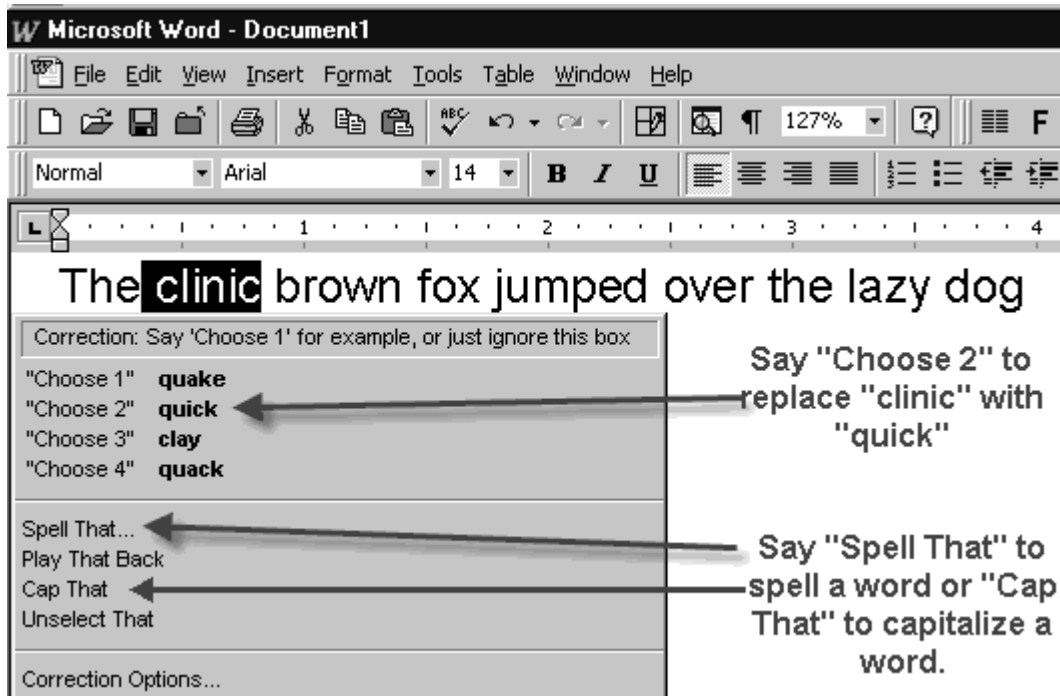 Microsoft Word - Document1
File Edit View Insert Format Tools Table Window Help
ABC 127% F
Normal Arial 14 B I U
1 2 3 4
The clinic brown fox jumped over the lazy dog
Correction: Say 'Choose 1' for example, or just ignore this box
"Choose 1" quake
"Choose 2" quick
"Choose 3" clay
"Choose 4" quack
Say "Choose 2" to
replace "clinic" with
"quick"
Spell That...
Play That Back
Cap That
Unselect That
Correction Options...
Say "Spell That" to
spell a word or "Cap
That" to capitalize a
word.